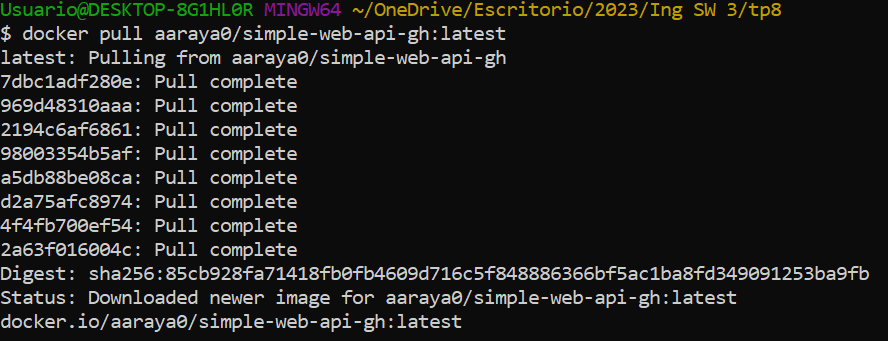 Usuario@DESKTOP-8G1HL0R MINGW64 ~/OneDrive/Escritorio/2023/Ing SW 3/tp8
$ docker pull aaraya0/simple-web-api-gh:latest
latest: Pulling from aaraya0/simple-web-api-gh
7dbc1adf280e: Pull complete
969d48310aaa: Pull complete
2194c6af6861: Pull complete
98003354b5af: Pull complete
a5db88be08ca: Pull complete
d2a75afc8974: Pull complete
4f4fb700ef54: Pull complete
2a63f016004c: Pull complete
Digest: sha256:85cb928fa71418fb0fb4609d716c5f848886366bf5ac1ba8fd349091253ba9fb
Status: Downloaded newer image for aaraya0/simple-web-api-gh:latest
docker.io/aaraya0/simple-web-api-gh:latest